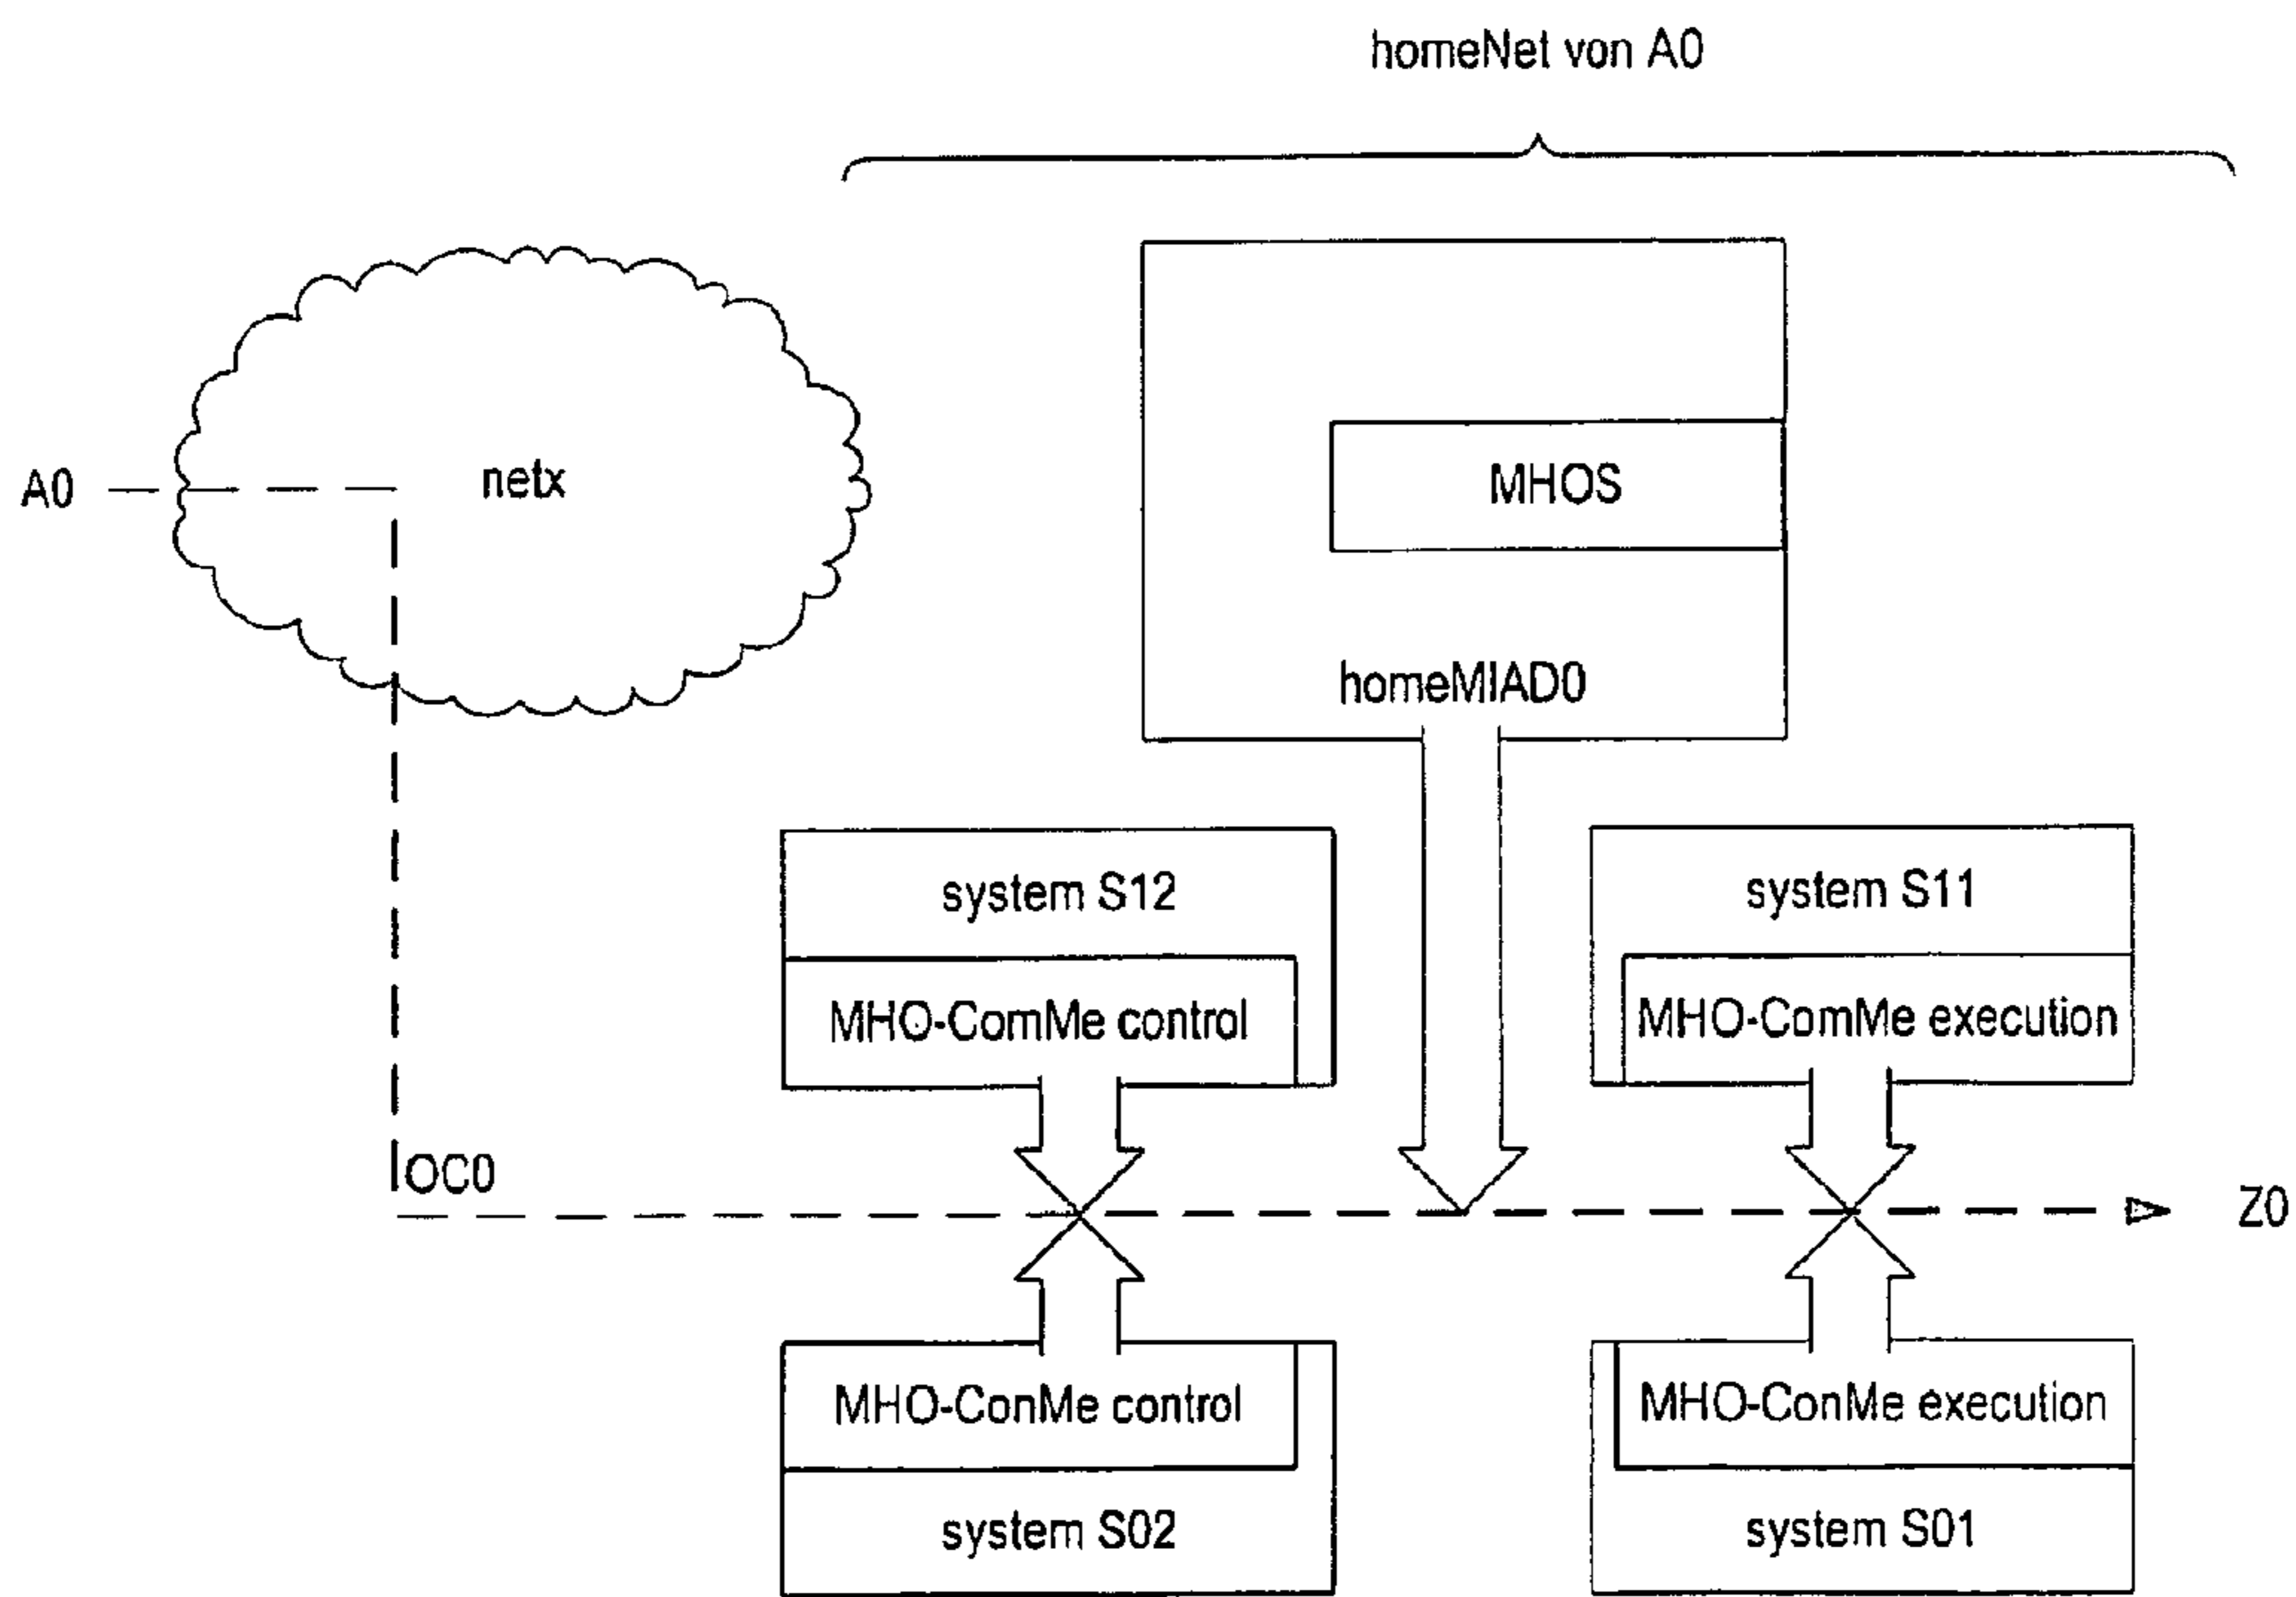 homeNet von A0
A0
netx
MHOS
homeMIAD0
system S12
MHO-ComMe control
system S11
MHO-ComMe execution
OC0
Z0
MHO-ConMe control
system S02
MHO-ConMe execution
system S01